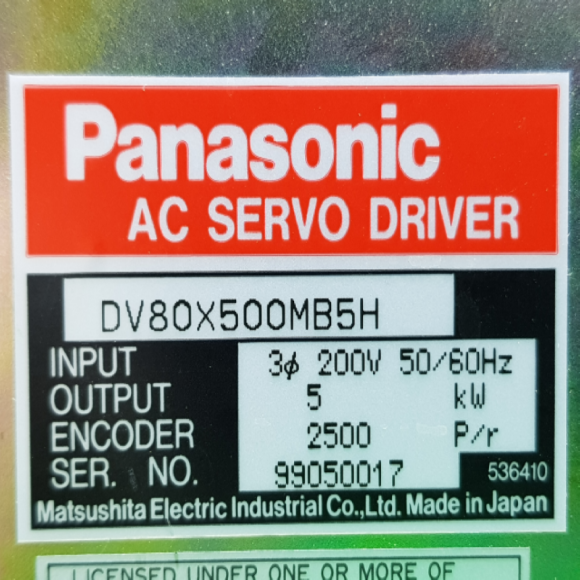 Panasonic
AC SERVO DRIVER
DV80X500MB5H
INPUT 3ϕ 200V 50/60Hz
OUTPUT 5 kW
ENCODER 2500 P/r
SER. NO. 99050017 536410
Matsushita Electric Industrial Co.,Ltd. Made in Japan
LICENSED UNDER ONE OR MORE OF